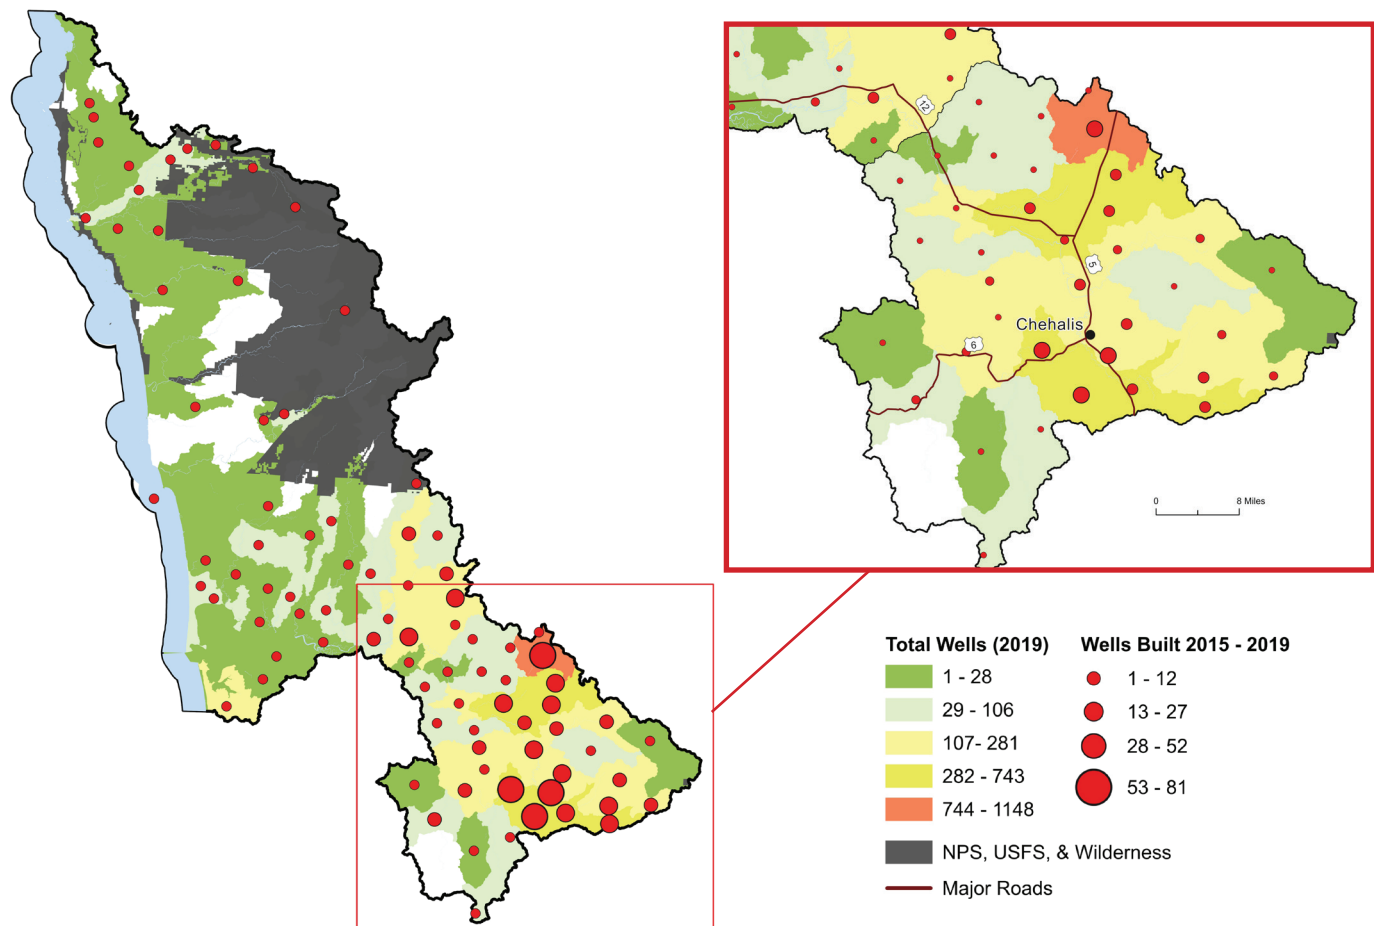 12
5
Chehalis
6
0 8 Miles
Total Wells (2019)
1 - 28
29 - 106
107- 281
282 - 743
744 - 1148
NPS, USFS, & Wilderness
Major Roads
Wells Built 2015 - 2019
1 - 12
13 - 27
28 - 52
53 - 81